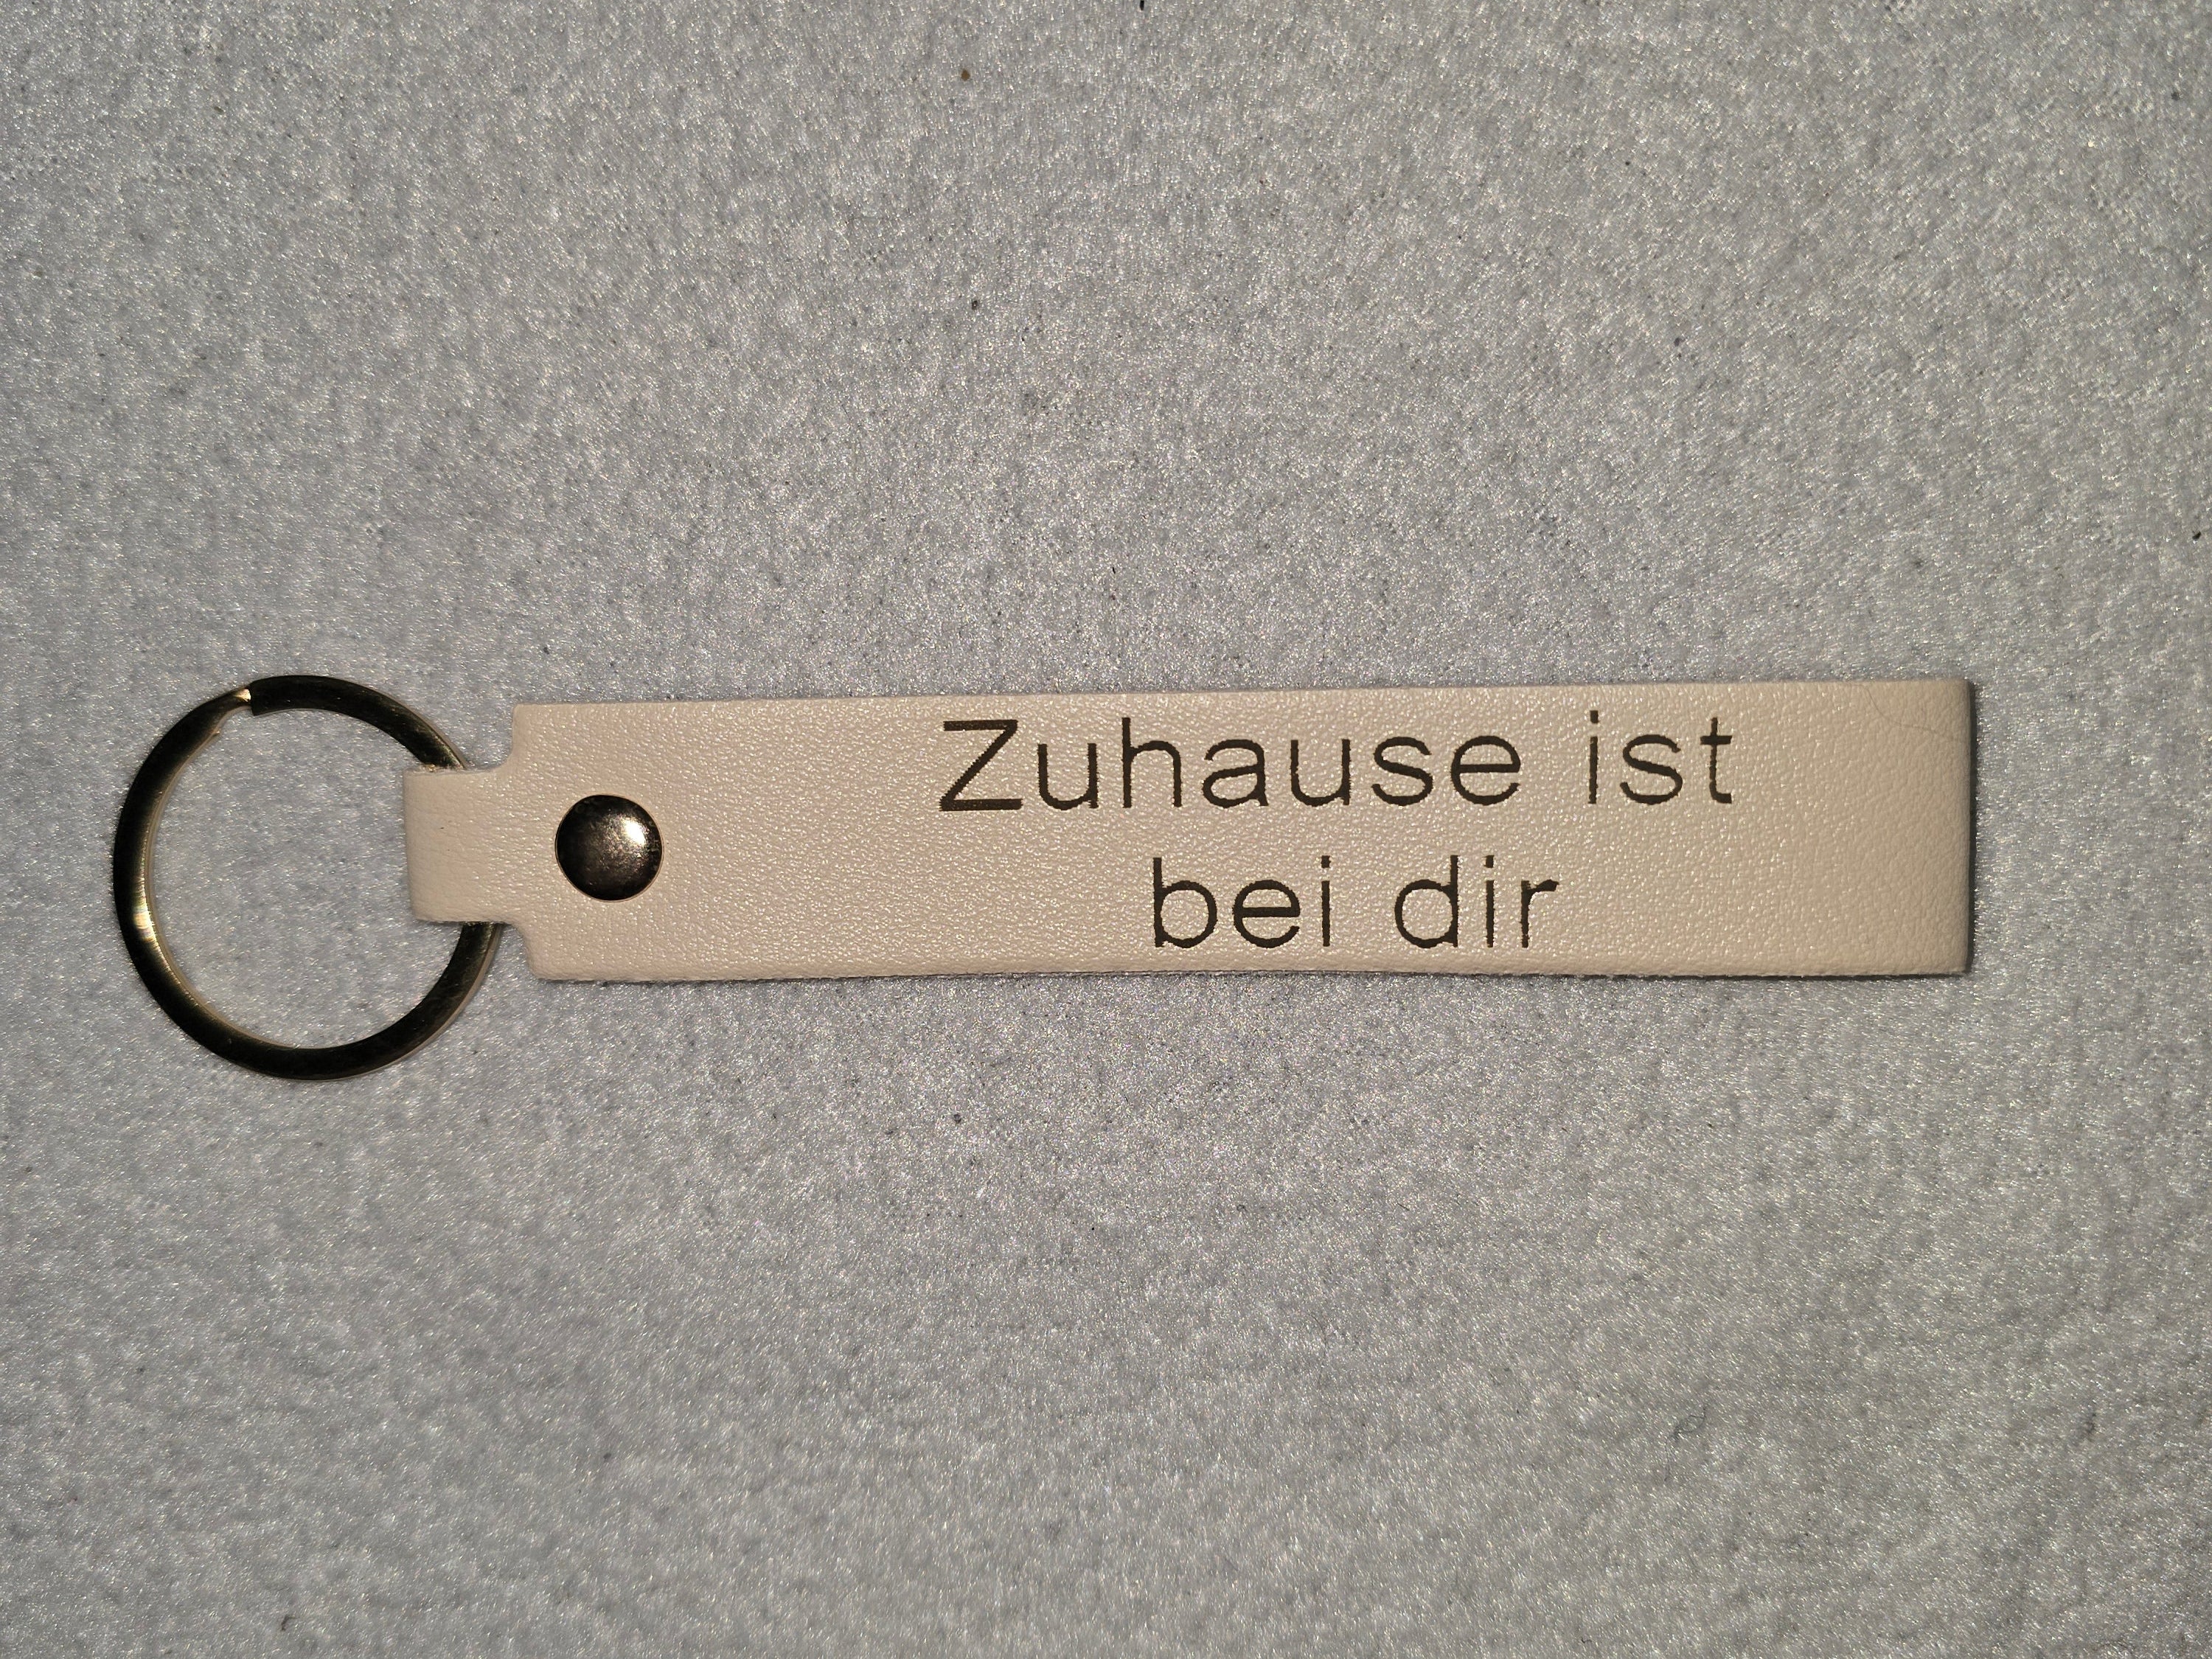 Zuhause ist
bei dir